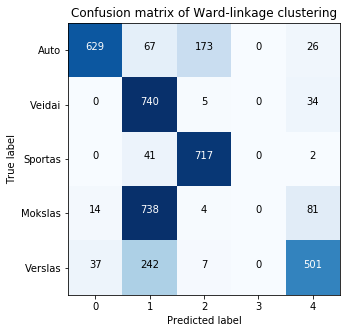 Confusion matrix of Ward-linkage clustering
Auto 629 67 173 0 26
Veidai 0 740 5 0 34
Sportas 0 41 717 0 2
Mokslas 14 738 4 0 81
Verslas 37 242 7 0 501
0 1 2 3 4
True label
Predicted label